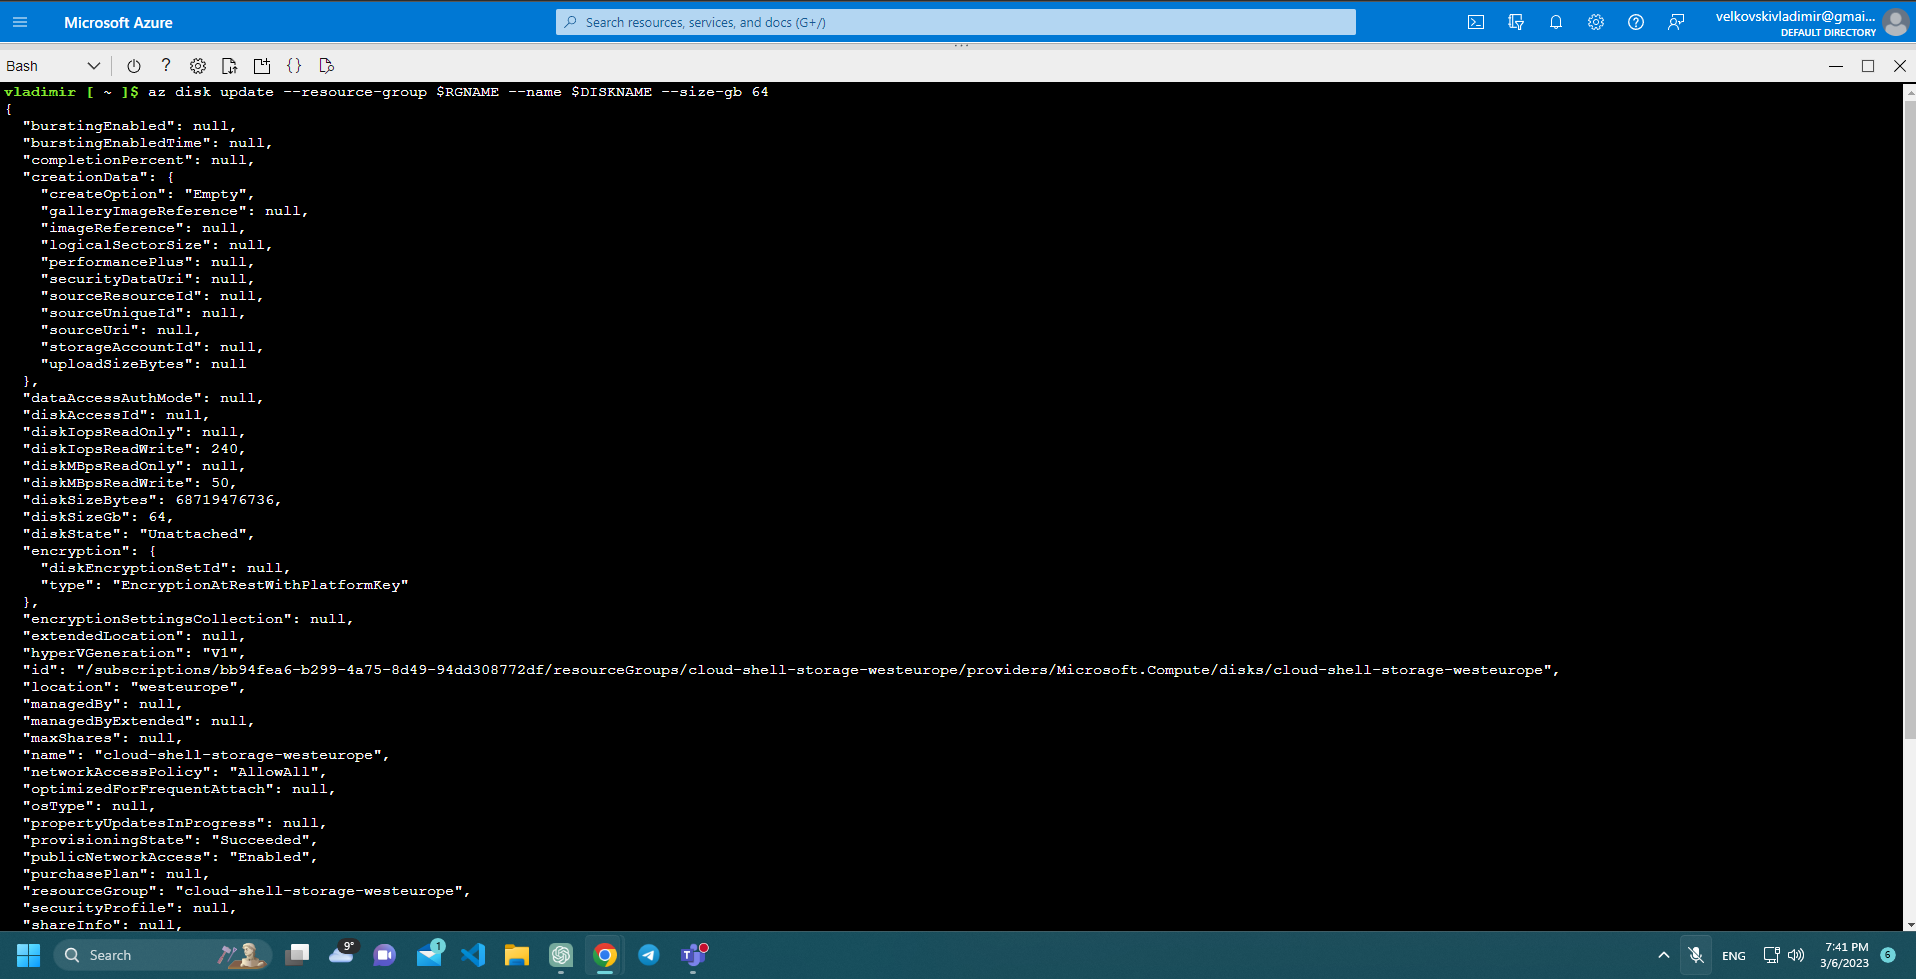 Microsoft Azure
Search resources, services, and docs (G+/)
velkovskivladimir@gmai...
DEFAULT DIRECTORY
Bash
vladimir [ ~ ]$ az disk update --resource-group $RGNAME --name $DISKNAME --size-gb 64
{
  "burstingEnabled": null,
  "burstingEnabledTime": null,
  "completionPercent": null,
  "creationData": {
    "createOption": "Empty",
    "galleryImageReference": null,
    "imageReference": null,
    "logicalSectorSize": null,
    "performancePlus": null,
    "securityDataUri": null,
    "sourceResourceId": null,
    "sourceUniqueId": null,
    "sourceUri": null,
    "storageAccountId": null,
    "uploadSizeBytes": null
  },
  "dataAccessAuthMode": null,
  "diskAccessId": null,
  "diskIopsReadOnly": null,
  "diskIopsReadWrite": 240,
  "diskMBpsReadOnly": null,
  "diskMBpsReadWrite": 50,
  "diskSizeBytes": 68719476736,
  "diskSizeGb": 64,
  "diskState": "Unattached",
  "encryption": {
    "diskEncryptionSetId": null,
    "type": "EncryptionAtRestWithPlatformKey"
  },
  "encryptionSettingsCollection": null,
  "extendedLocation": null,
  "hyperVGeneration": "V1",
  "id": "/subscriptions/bb94fea6-b299-4a75-8d49-94dd308772df/resourceGroups/cloud-shell-storage-westeurope/providers/Microsoft.Compute/disks/cloud-shell-storage-westeurope",
  "location": "westeurope",
  "managedBy": null,
  "managedByExtended": null,
  "maxShares": null,
  "name": "cloud-shell-storage-westeurope",
  "networkAccessPolicy": "AllowAll",
  "optimizedForFrequentAttach": null,
  "osType": null,
  "propertyUpdatesInProgress": null,
  "provisioningState": "Succeeded",
  "publicNetworkAccess": "Enabled",
  "purchasePlan": null,
  "resourceGroup": "cloud-shell-storage-westeurope",
  "securityProfile": null,
  "shareInfo": null,
Search
9°
1
ENG
7:41 PM
3/6/2023
6